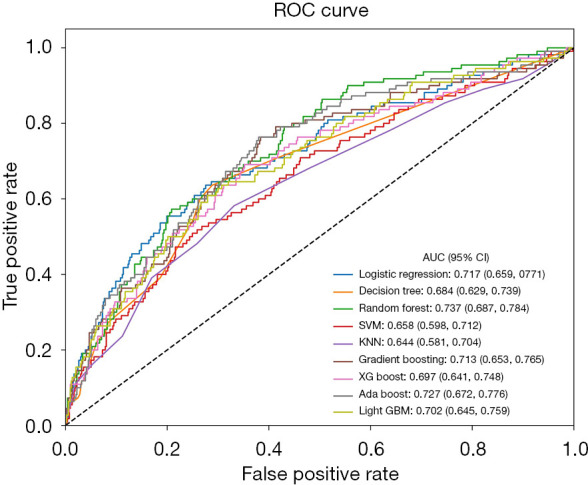 ROC curve
1.0
0.8
0.6
0.4
0.2
0.0
True positive rate
AUC (95% CI)
Logistic regression: 0.717 (0.659, 0771)
Decision tree: 0.684 (0.629, 0.739)
Random forest: 0.737 (0.687, 0.784)
SVM: 0.658 (0.598, 0.712)
KNN: 0.644 (0.581, 0.704)
Gradient boosting: 0.713 (0.653, 0.765)
XG boost: 0.697 (0.641, 0.748)
Ada boost: 0.727 (0.672, 0.776)
Light GBM: 0.702 (0.645, 0.759)
0.0 0.2 0.4 0.6 0.8 1.0
False positive rate